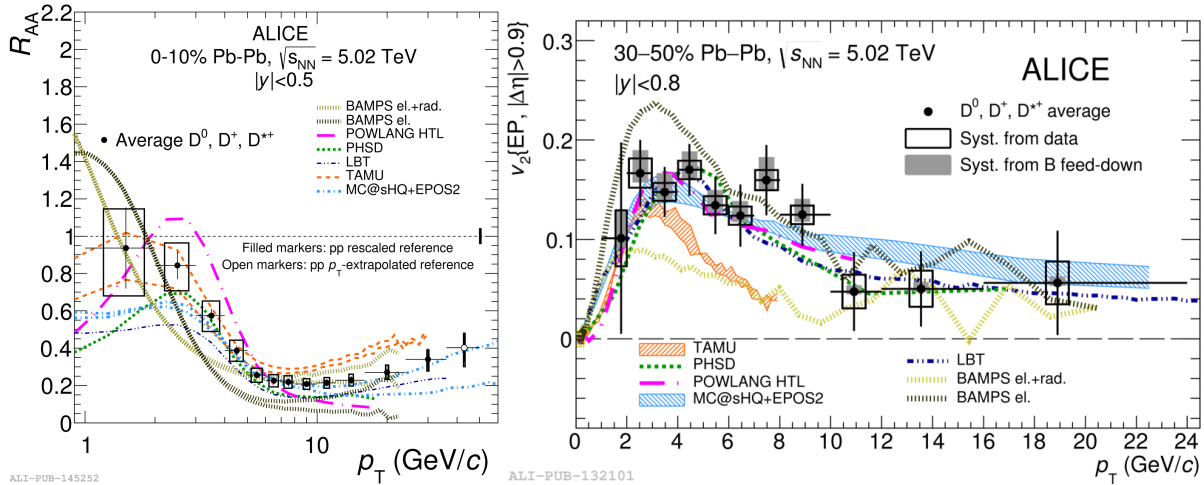 R_AA
2.2
2
1.8
1.6
1.4
1.2
1
0.8
0.6
0.4
0.2
0
ALICE
0-10% Pb-Pb, √s_NN = 5.02 TeV
|y|<0.5
BAMPS el.+rad.
BAMPS el.
POWLANG HTL
PHSD
LBT
TAMU
MC@sHQ+EPOS2
Average D⁰, D⁺, D*⁺
Filled markers: pp rescaled reference
Open markers: pp p_T-extrapolated reference
1
10
p_T (GeV/c)
ALI-PUB-145252
v₂{EP, |Δη|>0.9}
0.3
0.2
0.1
0
30–50% Pb–Pb, √s_NN = 5.02 TeV
|y|<0.8
ALICE
D⁰, D⁺, D*⁺ average
Syst. from data
Syst. from B feed-down
TAMU
PHSD
POWLANG HTL
MC@sHQ+EPOS2
LBT
BAMPS el.+rad.
BAMPS el.
0 2 4 6 8 10 12 14 16 18 20 22 24
p_T (GeV/c)
ALI-PUB-132101